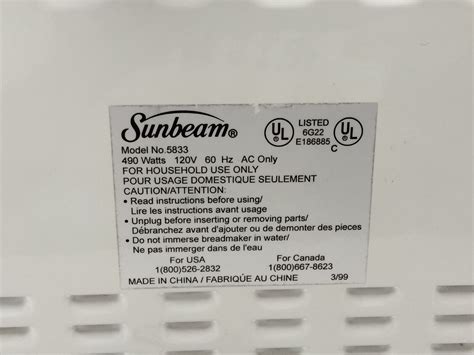 Sunbeam®
Model No.5833
490 Watts 120V 60 Hz AC Only
FOR HOUSEHOLD USE ONLY
POUR USAGE DOMESTIQUE SEULEMENT
CAUTION/ATTENTION:
• Read instructions before using/
Lire les instructions avant usage
• Unplug before inserting or removing parts/
Débranchez avant d'ajouter ou de demonter des pieces
• Do not immerse breadmaker in water/
Ne pas immerger dans de l'eau
For USA
1(800)526-2832
For Canada
1(800)667-8623
MADE IN CHINA / FABRIQUÉ AU CHINE 3/99
UL ®
LISTED
6G22
E186885
C UL ®